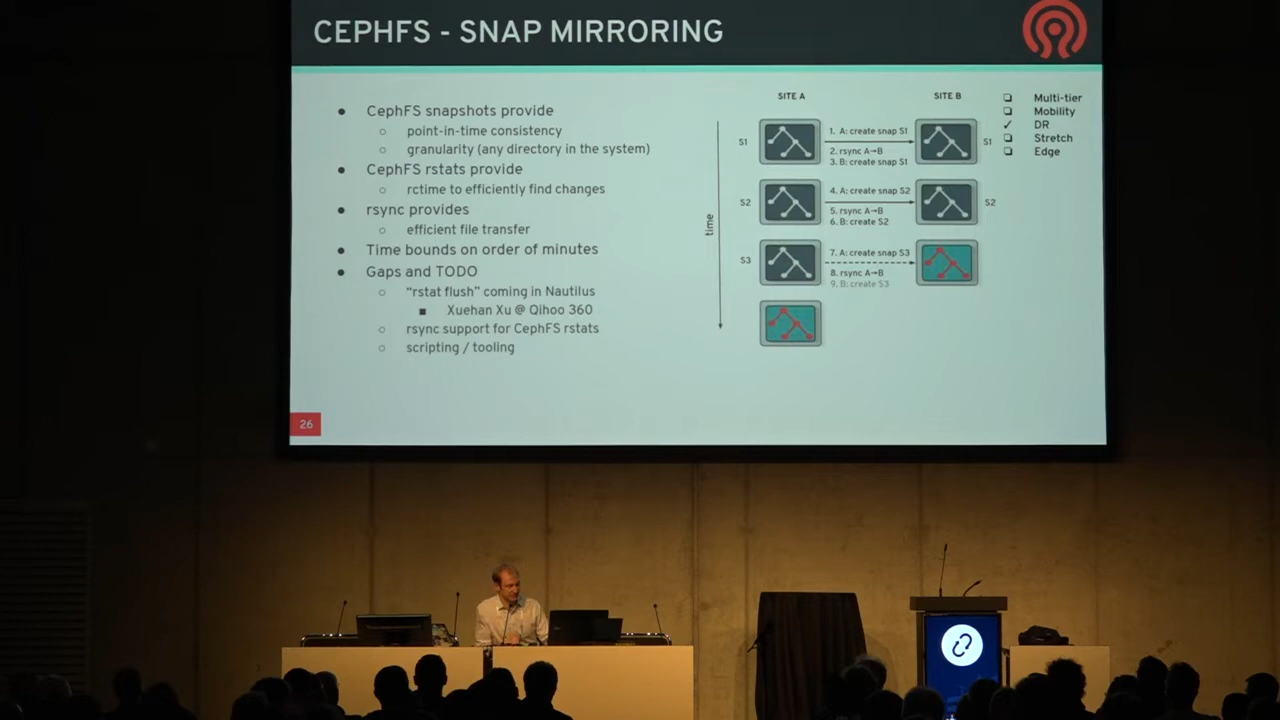 CEPHFS - SNAP MIRRORING
● CephFS snapshots provide
○ point-in-time consistency
○ granularity (any directory in the system)
● CephFS rstats provide
○ rctime to efficiently find changes
● rsync provides
○ efficient file transfer
● Time bounds on order of minutes
● Gaps and TODO
○ “rstat flush” coming in Nautilus
■ Xuehan Xu @ Qihoo 360
○ rsync support for CephFS rstats
○ scripting / tooling
26
time
SITE A
SITE B
S1
1. A: create snap S1
2. rsync A→B
3. B: create snap S1
S1
S2
4. A: create snap S2
5. rsync A→B
6. B: create S2
S2
S3
7. A: create snap S3
8. rsync A→B
9. B: create S3
❏ Multi-tier
❏ Mobility
✓ DR
❏ Stretch
❏ Edge